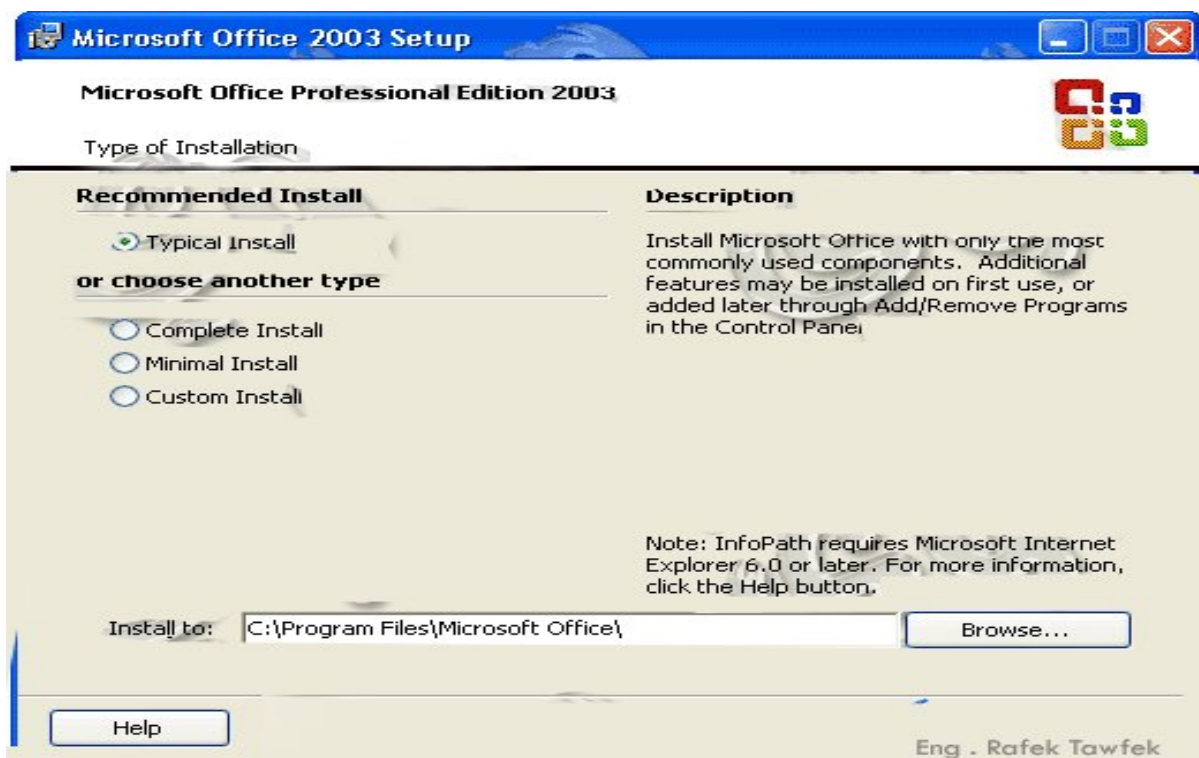 Microsoft Office 2003 Setup
Microsoft Office Professional Edition 2003
Type of Installation
Recommended Install
Typical Install
or choose another type
Complete Install
Minimal Install
Custom Install
Description
Install Microsoft Office with only the most
commonly used components. Additional
features may be installed on first use, or
added later through Add/Remove Programs
in the Control Panel
Note: InfoPath requires Microsoft Internet
Explorer 6.0 or later. For more information,
click the Help button.
Install to: C:\Program Files\Microsoft Office\ Browse...
Help
Eng . Rafek Tawfek